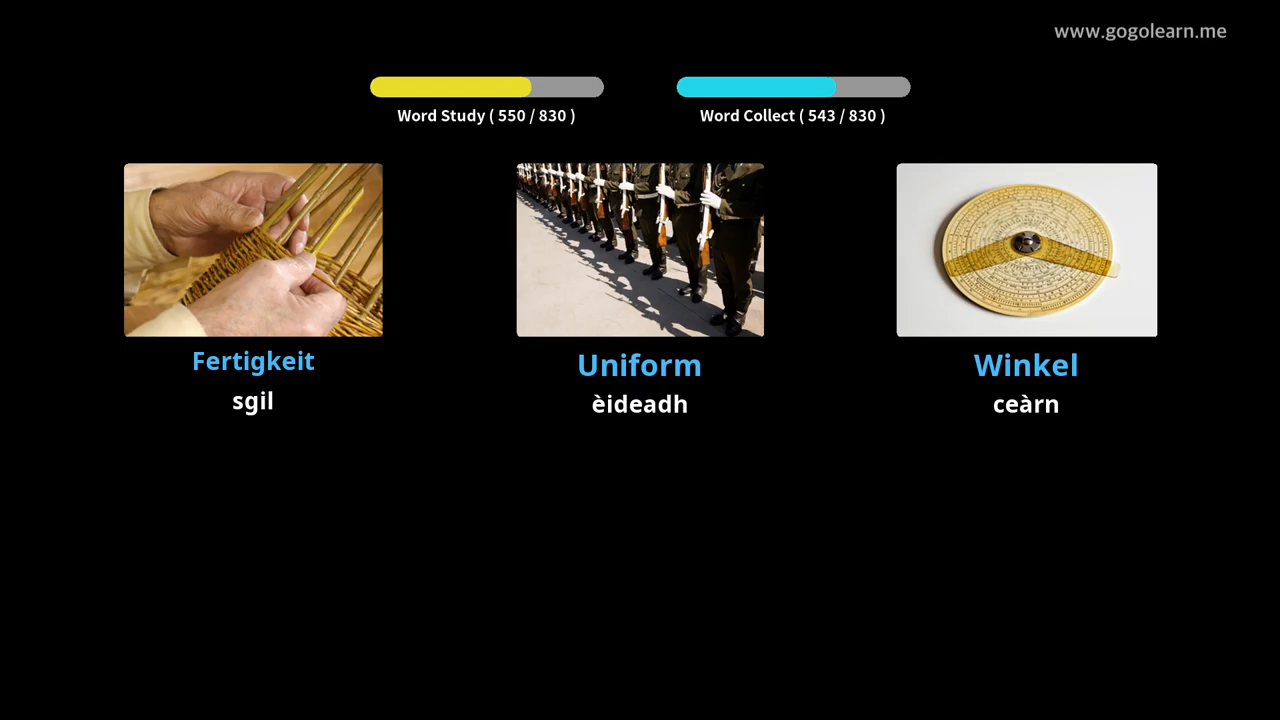 www.gogolearn.me
Word Study ( 550 / 830 )
Word Collect ( 543 / 830 )
Fertigkeit
sgil
Uniform
èideadh
Winkel
ceàrn